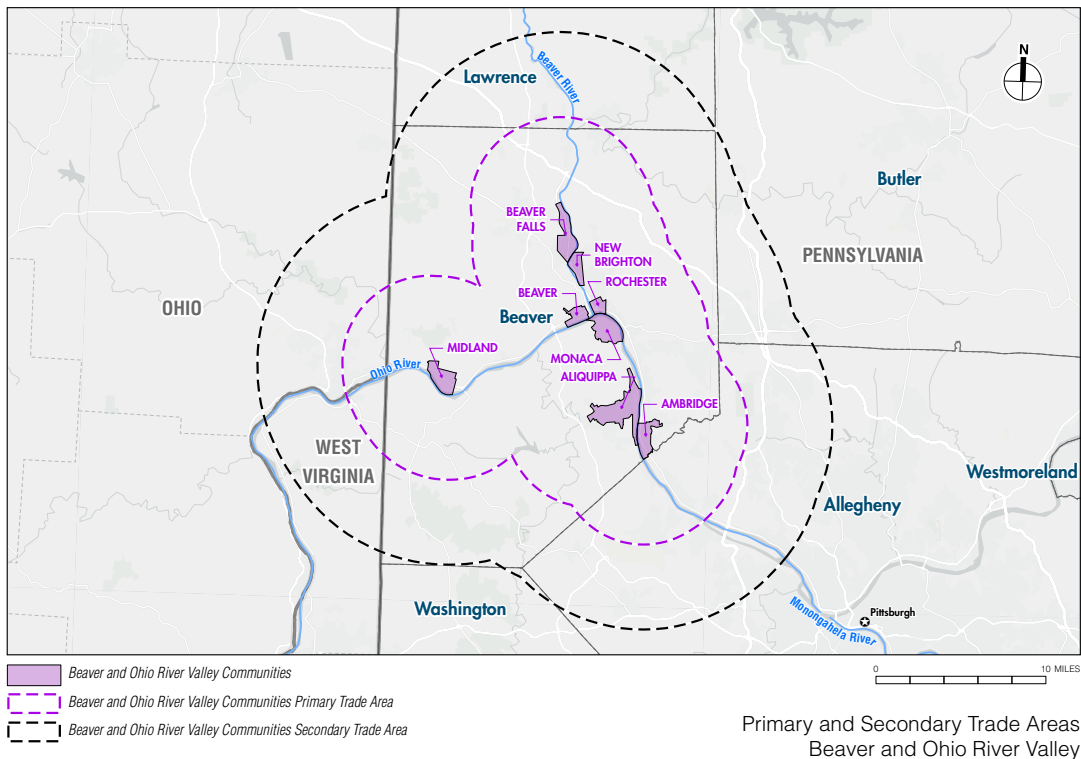 N
Lawrence
Beaver River
Butler
BEAVER
FALLS
NEW
BRIGHTON
PENNSYLVANIA
ROCHESTER
BEAVER
OHIO
Beaver
MIDLAND
MONACA
Ohio River
ALIQUIPPA
AMBRIDGE
WEST
VIRGINIA
Westmoreland
Allegheny
Washington
Monongahela River
Pittsburgh
Beaver and Ohio River Valley Communities
Beaver and Ohio River Valley Communities Primary Trade Area
Beaver and Ohio River Valley Communities Secondary Trade Area
0 10 MILES
Primary and Secondary Trade Areas
Beaver and Ohio River Valley